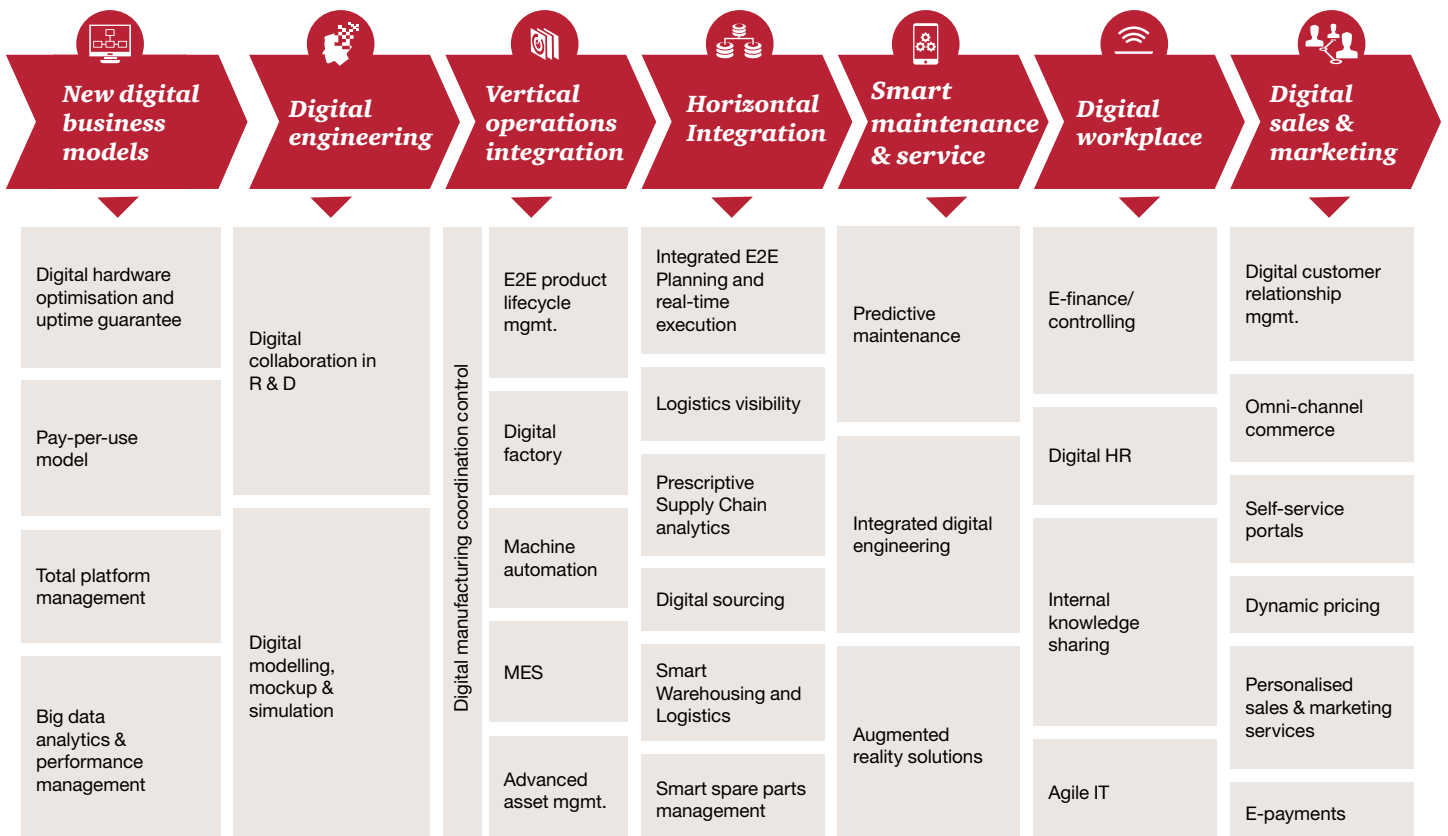 New digital
business
models
Digital
engineering
Vertical
operations
integration
Horizontal
Integration
Smart
maintenance
& service
Digital
workplace
Digital
sales &
marketing
Digital hardware
optimisation and
uptime guarantee
Pay-per-use
model
Total platform
management
Big data
analytics &
performance
management
Digital
collaboration in
R & D
Digital
modelling,
mockup &
simulation
Digital manufacturing coordination control
E2E product
lifecycle
mgmt.
Digital
factory
Machine
automation
MES
Advanced
asset mgmt.
Integrated E2E
Planning and
real-time
execution
Logistics visibility
Prescriptive
Supply Chain
analytics
Digital sourcing
Smart
Warehousing and
Logistics
Smart spare parts
management
Predictive
maintenance
Integrated digital
engineering
Augmented
reality solutions
E-finance/
controlling
Digital HR
Internal
knowledge
sharing
Agile IT
Digital customer
relationship
mgmt.
Omni-channel
commerce
Self-service
portals
Dynamic pricing
Personalised
sales & marketing
services
E-payments